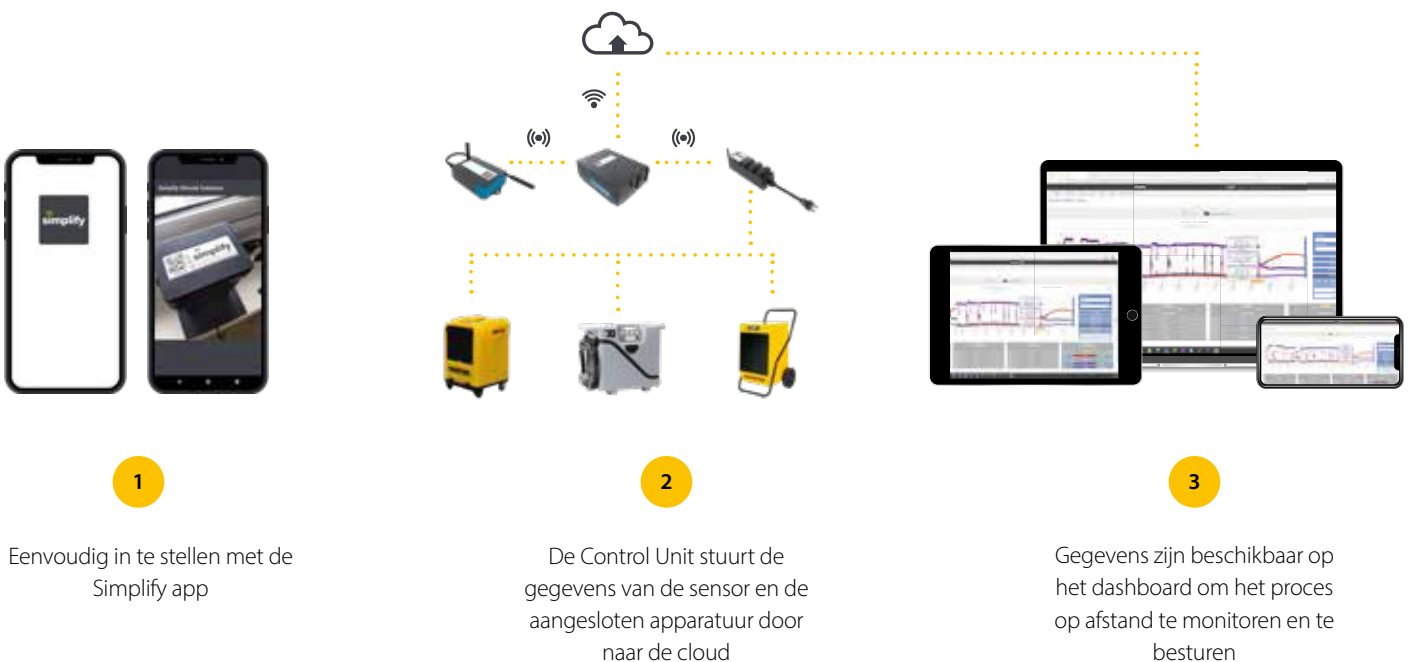 simplify
simplify
1
Eenvoudig in te stellen met de
Simplify app
2
De Control Unit stuurt de
gegevens van de sensor en de
aangesloten apparatuur door
naar de cloud
3
Gegevens zijn beschikbaar op
het dashboard om het proces
op afstand te monitoren en te
besturen